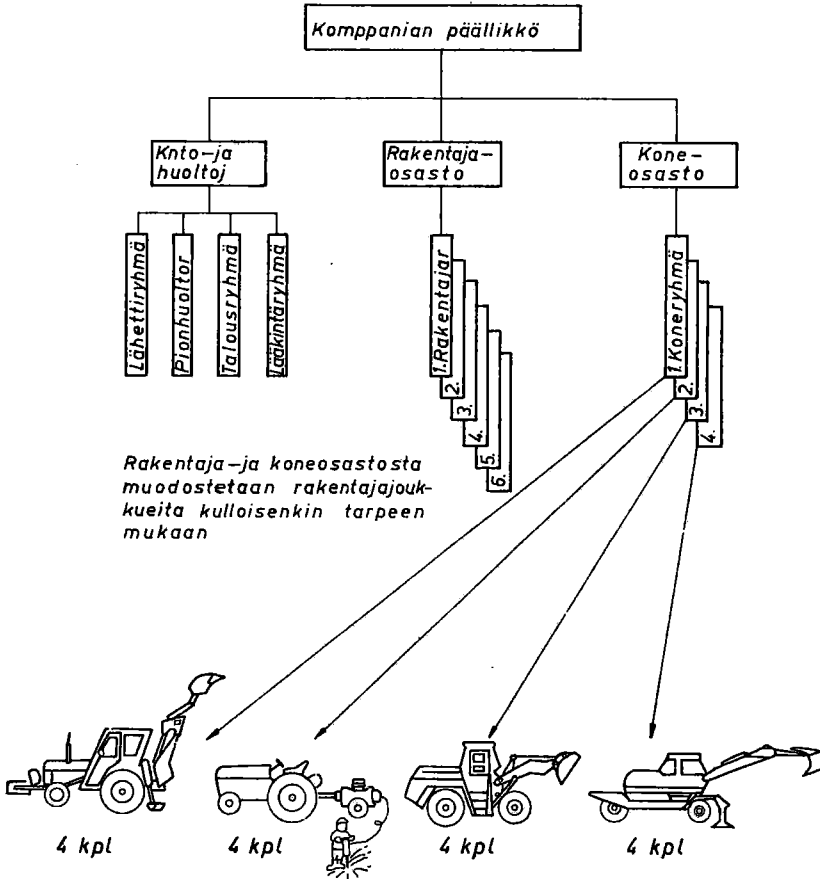 Komppanian päällikkö
Knto-ja
huoltoj
Rakentaja-
osasto
Kone-
osasto
Lähettiryhmä
Pionhuoltor
Talousryhmä
Lääkintäryhmä
1.Rakentajar
2.
3.
4.
5.
6.
1.Koneryhmä
2.
3.
4.
Rakentaja-ja koneosastosta
muodostetaan rakentajajouk-
kueita kulloisenkin tarpeen
mukaan
4 kpl
4 kpl
4 kpl
4 kpl